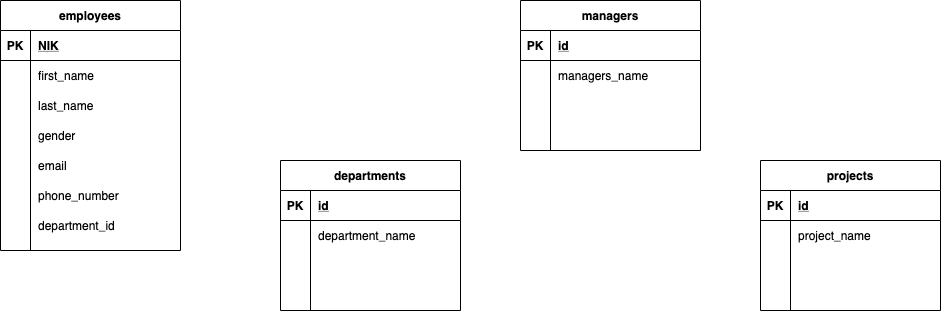 employees
PK NIK
first_name
last_name
gender
email
phone_number
department_id
managers
PK id
managers_name
departments
PK id
department_name
projects
PK id
project_name